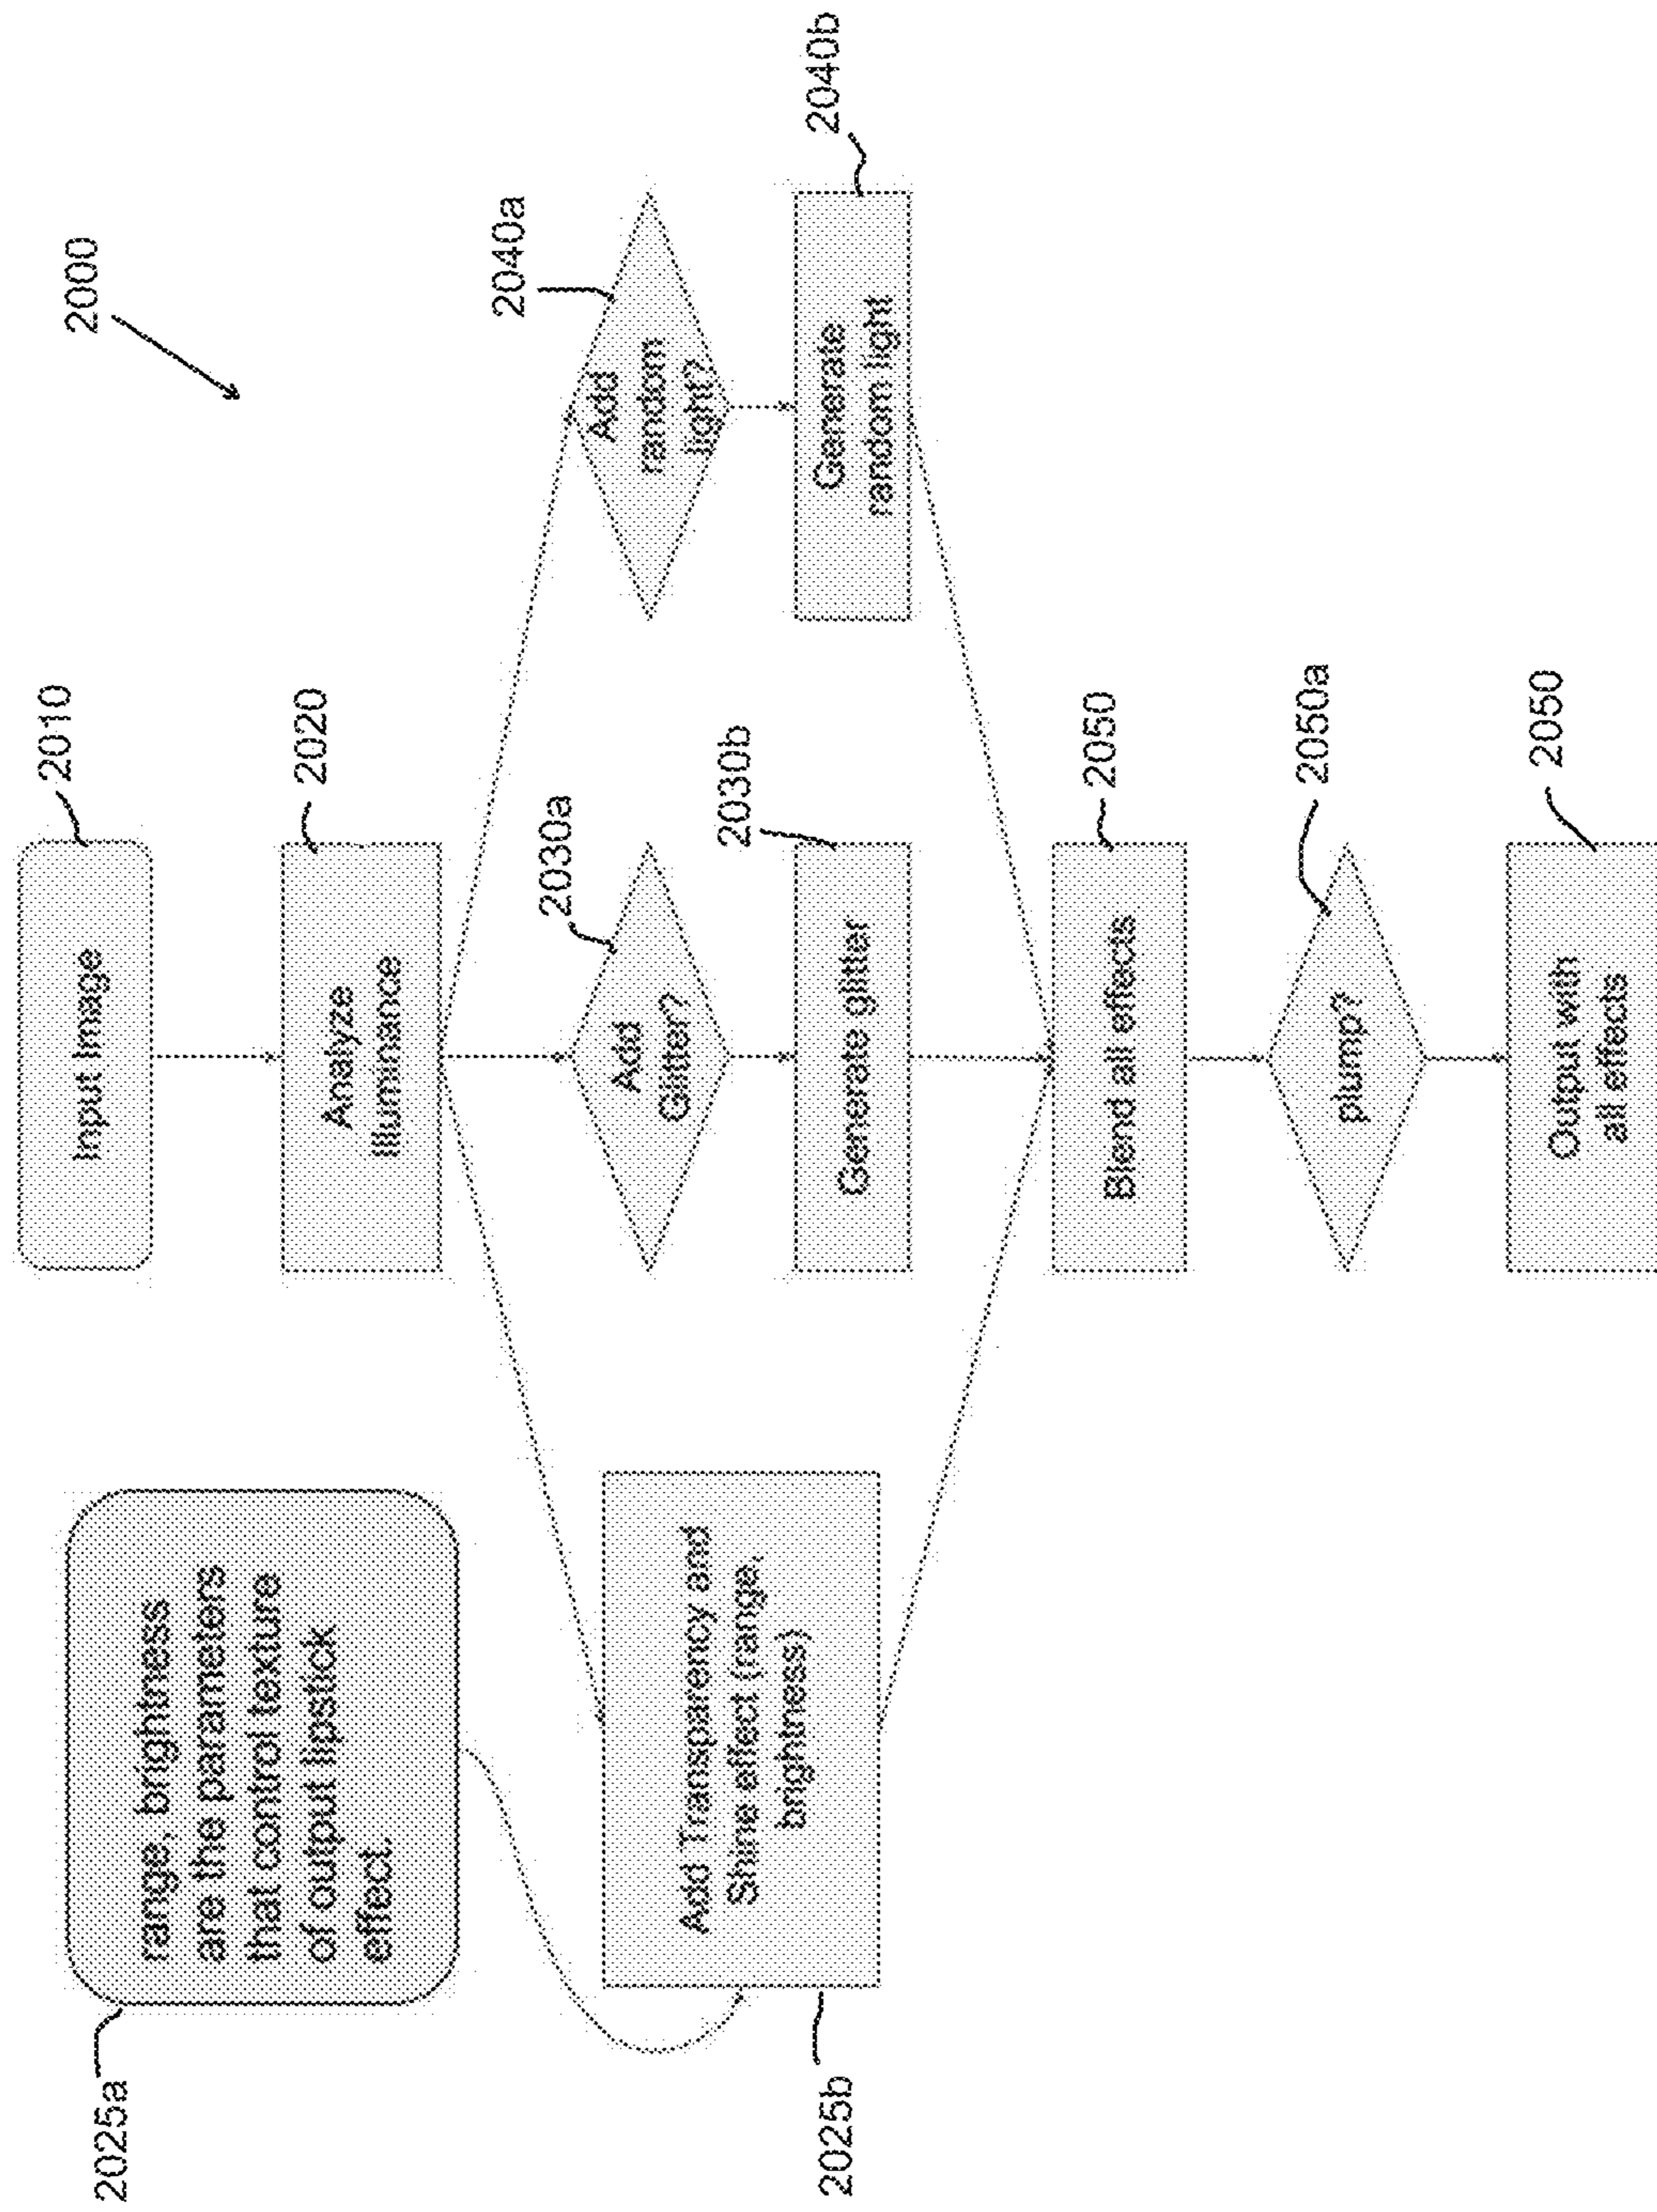 2000
Input Image
2010
range, brightness
are the parameters
that control texture
of output lipstick
effect.
2025a
Analyze
Illuminance
2020
Add Transparency and
Shine effect (range,
brightness)
2025b
Add
Glitter?
2030a
Add
random
light?
2040a
Generate glitter
2030b
Generate
random light
2040b
Blend all effects
2050
plump?
2050a
Output with
all effects
2050